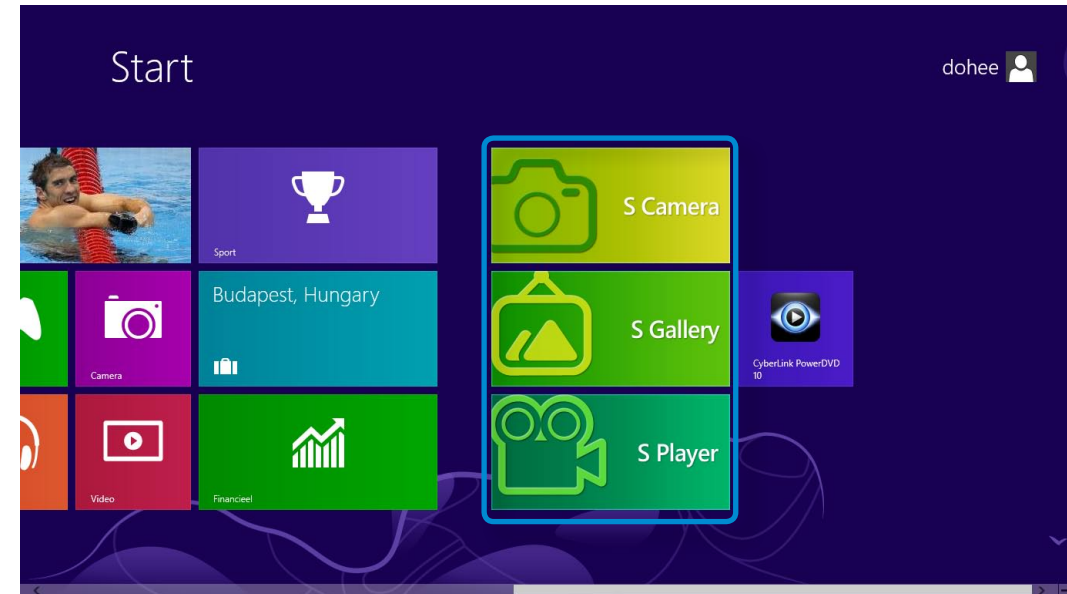 Start
dohee
Sport
S Camera
Budapest, Hungary
Camera
S Gallery
CyberLink PowerDVD
10
Video
Financieel
S Player